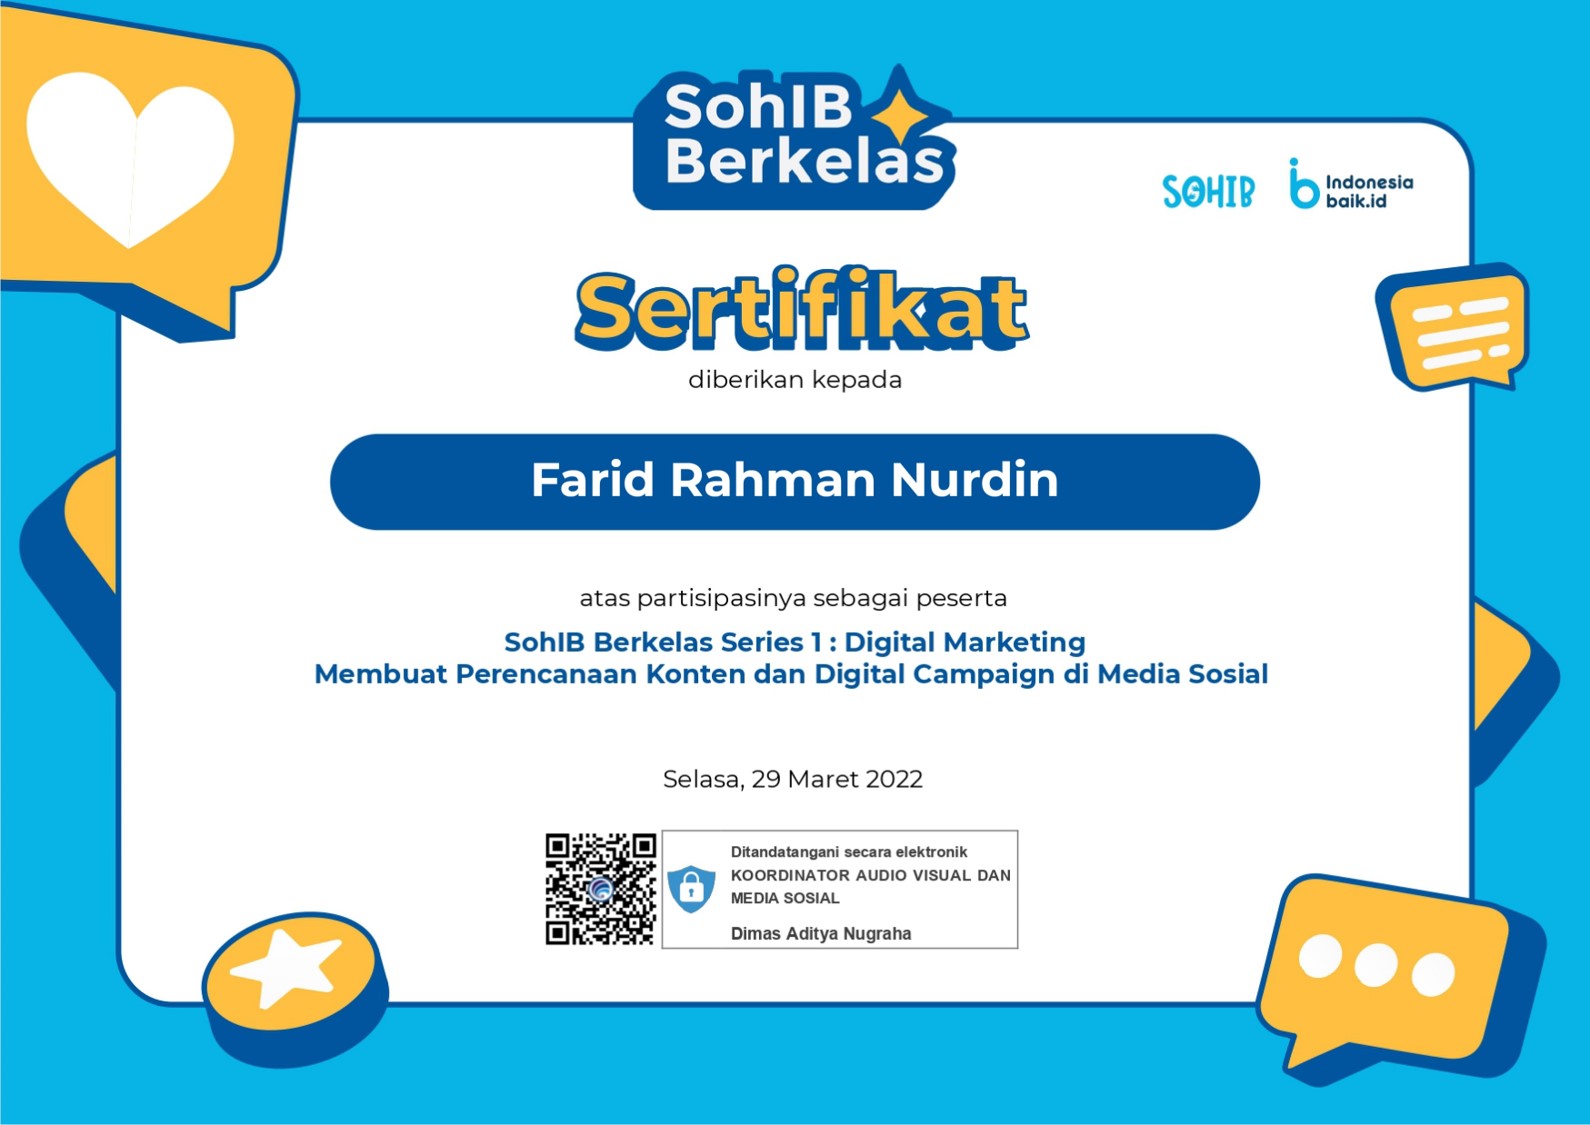 SohIB
Berkelas
SOHIB
Indonesia
baik.id
Sertifikat
diberikan kepada
Farid Rahman Nurdin
atas partisipasinya sebagai peserta
SohIB Berkelas Series 1 : Digital Marketing
Membuat Perencanaan Konten dan Digital Campaign di Media Sosial
Selasa, 29 Maret 2022
Ditandatangani secara elektronik
KOORDINATOR AUDIO VISUAL DAN
MEDIA SOSIAL
Dimas Aditya Nugraha